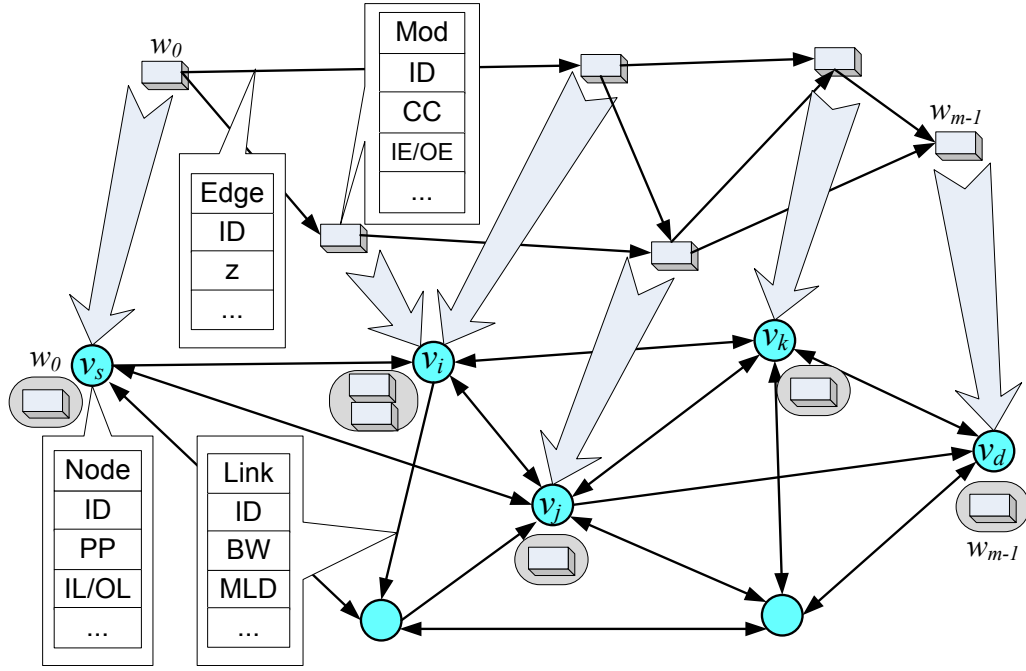 w0
Mod
ID
CC
IE/OE
...
wm-1
Edge
ID
z
...
w0
vs
vi
vk
vd
vj
wm-1
Node
ID
PP
IL/OL
...
Link
ID
BW
MLD
...